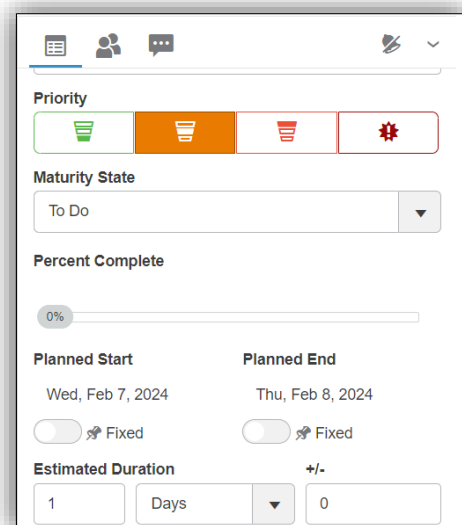 Priority
Maturity State
To Do
Percent Complete
0%
Planned Start Planned End
Wed, Feb 7, 2024 Thu, Feb 8, 2024
Fixed Fixed
Estimated Duration +/-
1 Days 0